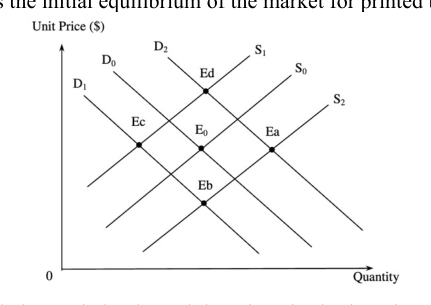 s the initial equilibrium of the market for printed
Unit Price ($)
D₂
S₁
D₀
Ed
S₀
D₁
S₂
Ec
E₀
Ea
Eb
0
Quantity